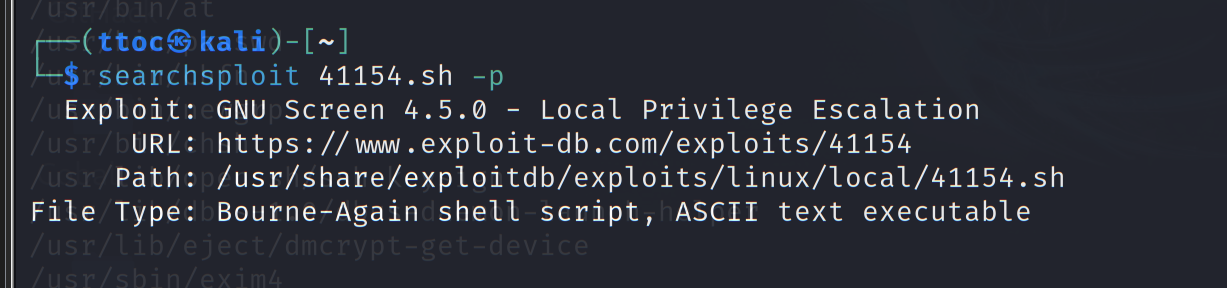 /usr/bin/at
┌──(ttoc㉿kali)-[~]
└─$ searchsploit 41154.sh -p
Exploit: GNU Screen 4.5.0 - Local Privilege Escalation
URL: https://www.exploit-db.com/exploits/41154
Path: /usr/share/exploitdb/exploits/linux/local/41154.sh
File Type: Bourne-Again shell script, ASCII text executable
/usr/lib/eject/dmcrypt-get-device
/usr/sbin/exim4